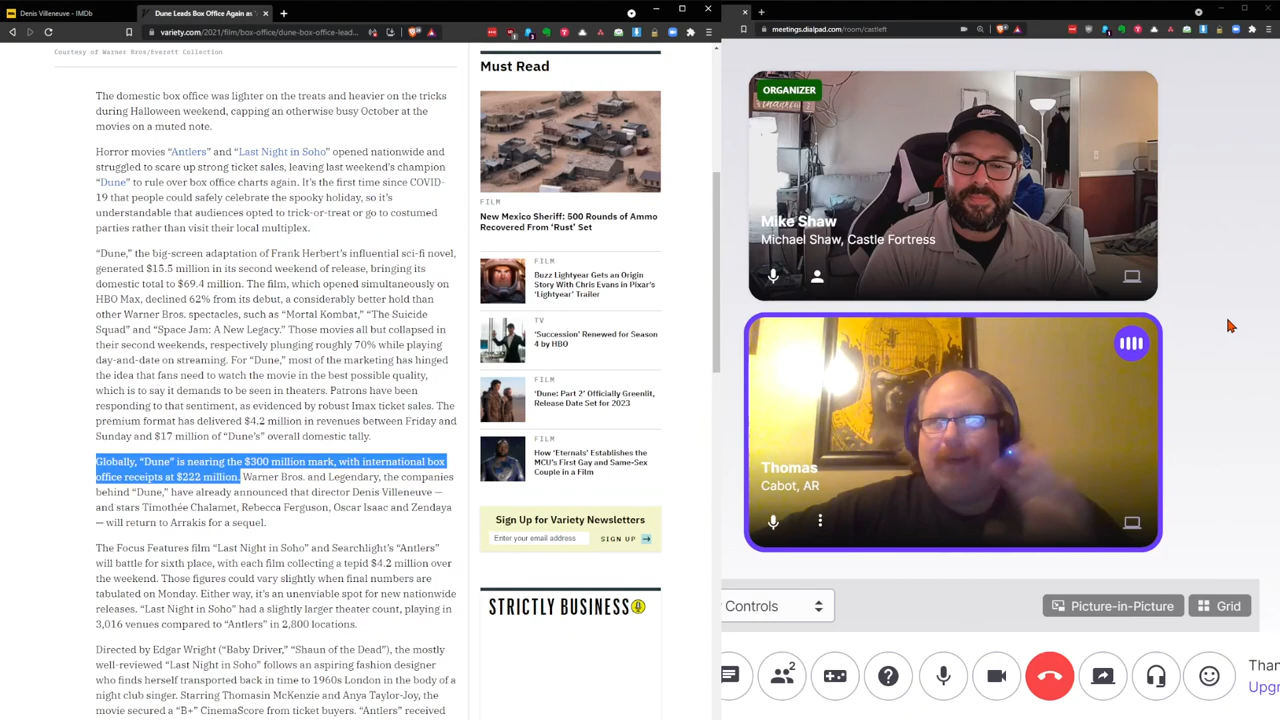 Denis Villeneuve - IMDb
Dune Leads Box Office Again as '
variety.com/2021/film/box-office/dune-box-office-lead...
meetings.dialpad.com/room/castleft
Courtesy of Warner Bros/Everett Collection
The domestic box office was lighter on the treats and heavier on the tricks
during Halloween weekend, capping an otherwise busy October at the
movies on a muted note.
Horror movies “Antlers” and “Last Night in Soho” opened nationwide and
struggled to scare up strong ticket sales, leaving last weekend’s champion
“Dune” to rule over box office charts again. It’s the first time since COVID-
19 that people could safely celebrate the spooky holiday, so it’s
understandable that audiences opted to trick-or-treat or go to costumed
parties rather than visit their local multiplex.
“Dune,” the big-screen adaptation of Frank Herbert’s influential sci-fi novel,
generated $15.5 million in its second weekend of release, bringing its
domestic total to $69.4 million. The film, which opened simultaneously on
HBO Max, declined 62% from its debut, a considerably better hold than
other Warner Bros. spectacles, such as “Mortal Kombat,” “The Suicide
Squad” and “Space Jam: A New Legacy.” Those movies all but collapsed in
their second weekends, respectively plunging roughly 70% while playing
day-and-date on streaming. For “Dune,” most of the marketing has hinged
the idea that fans need to watch the movie in the best possible quality,
which is to say it demands to be seen in theaters. Patrons have been
responding to that sentiment, as evidenced by robust Imax ticket sales. The
premium format has delivered $4.2 million in revenues between Friday and
Sunday and $17 million of “Dune’s” overall domestic tally.
Globally, “Dune” is nearing the $300 million mark, with international box
office receipts at $222 million. Warner Bros. and Legendary, the companies
behind “Dune,” have already announced that director Denis Villeneuve —
and stars Timothée Chalamet, Rebecca Ferguson, Oscar Isaac and Zendaya
— will return to Arrakis for a sequel.
The Focus Features film “Last Night in Soho” and Searchlight’s “Antlers”
will battle for sixth place, with each film collecting a tepid $4.2 million over
the weekend. Those figures could vary slightly when final numbers are
tabulated on Monday. Either way, it’s an unenviable spot for new nationwide
releases. “Last Night in Soho” had a slightly larger theater count, playing in
3,016 venues compared to “Antlers” in 2,800 locations.
Directed by Edgar Wright (“Baby Driver,” “Shaun of the Dead”), the mostly
well-reviewed “Last Night in Soho” follows an aspiring fashion designer
who finds herself transported back in time to 1960s London in the body of a
night club singer. Starring Thomasin McKenzie and Anya Taylor-Joy, the
movie secured a “B+” CinemaScore from ticket buyers. “Antlers” received
Must Read
FILM
New Mexico Sheriff: 500 Rounds of Ammo
Recovered From ‘Rust’ Set
FILM
Buzz Lightyear Gets an Origin
Story With Chris Evans in Pixar’s
‘Lightyear’ Trailer
TV
‘Succession’ Renewed for Season
4 by HBO
FILM
‘Dune: Part 2’ Officially Greenlit,
Release Date Set for 2023
FILM
How ‘Eternals’ Establishes the
MCU’s First Gay and Same-Sex
Couple in a Film
Sign Up for Variety Newsletters
Enter your email address
SIGN UP
STRICTLY BUSINESS
ORGANIZER
Mike Shaw
Michael Shaw, Castle Fortress
Thomas
Cabot, AR
Controls
Picture-in-Picture
Grid
2
Than
Upgr